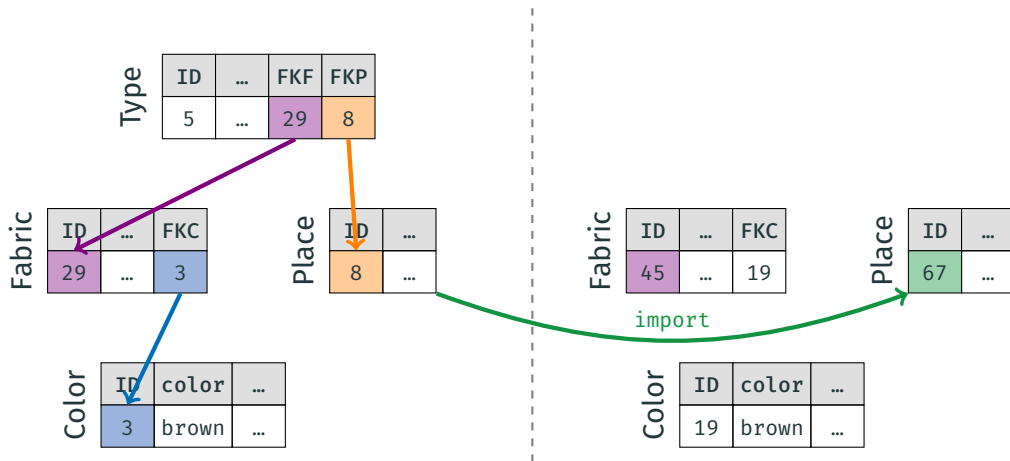 Type
ID … FKF FKP
5 … 29 8
Fabric
ID … FKC
29 … 3
Place
ID …
8 …
Color
ID color …
3 brown …
Fabric
ID … FKC
45 … 19
Place
ID …
67 …
import
Color
ID color …
19 brown …